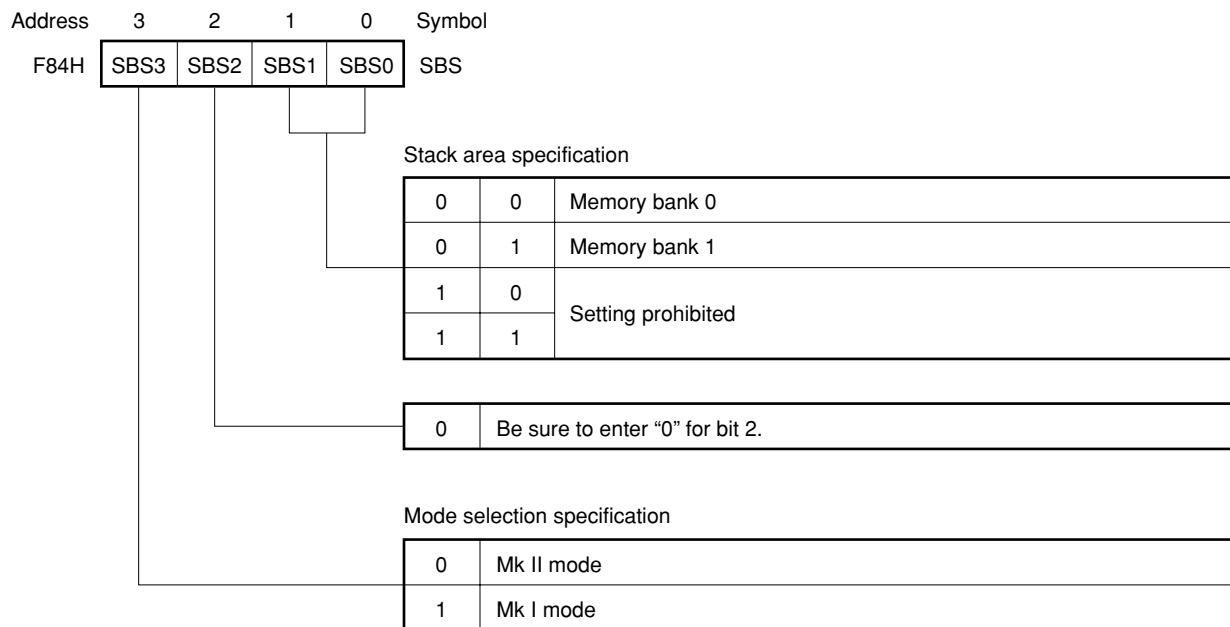 Address 3 2 1 0 Symbol
F84H SBS3 SBS2 SBS1 SBS0 SBS
Stack area specification
0 0 Memory bank 0
0 1 Memory bank 1
1 0 Setting prohibited
1 1
0 Be sure to enter “0” for bit 2.
Mode selection specification
0 Mk II mode
1 Mk I mode